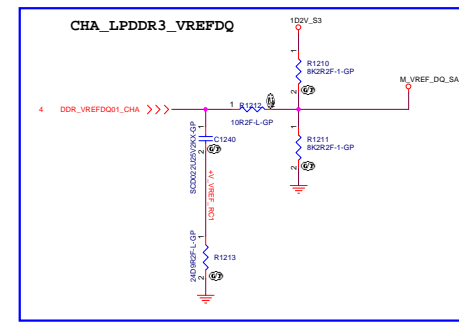 CHA_LPDDR3_VREFDQ
1D2V_S3
1
R1210
8K2R2F-1-GP
2
M_VREF_DQ_SA
4 DDR_VREFDQ01_CHA
1 R1212
10R2F-L-GP
1
C1240
SCD022U25V2KX-GP
2
1
R1211
8K2R2F-1-GP
2
+V_VREF_RC1
1
R1213
24D9R2F-L-GP
2